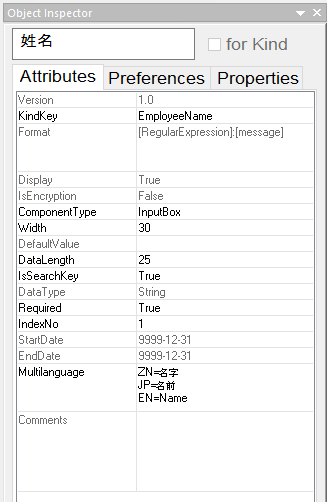 Object Inspector
姓名
for Kind
Attributes Preferences Properties
Version 1.0
KindKey EmployeeName
Format [RegularExpression]:[message]
Display True
IsEncryption False
ComponentType InputBox
Width 30
DefaultValue
DataLength 25
IsSearchKey True
DataType String
Required True
IndexNo 1
StartDate 9999-12-31
EndDate 9999-12-31
Multilanguage ZN=名字
JP=名前
EN=Name
Comments